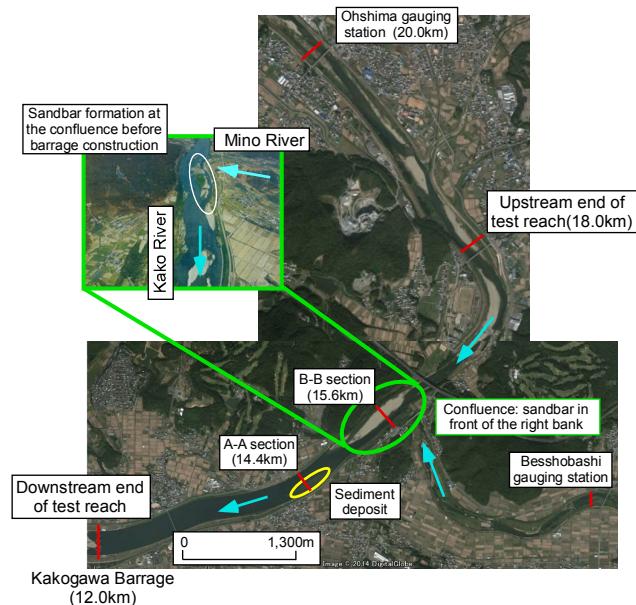 Ohshima gauging
station (20.0km)
Sandbar formation at
the confluence before
barrage construction
Mino River
Kako River
Upstream end of
test reach(18.0km)
B-B section
(15.6km)
Confluence: sandbar in
front of the right bank
A-A section
(14.4km)
Besshobashi
gauging station
Downstream end
of test reach
Sediment
deposit
0 1,300m
Image © 2014 DigitalGlobe
Kakogawa Barrage
(12.0km)